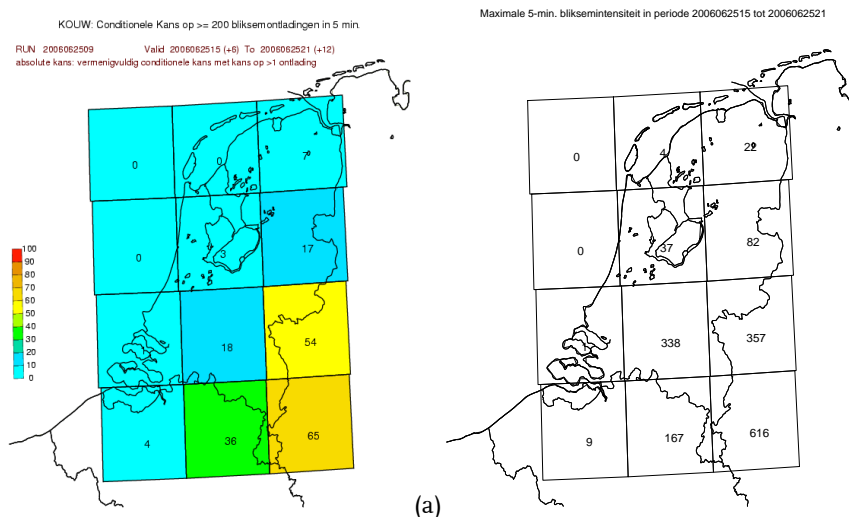 KOUW: Conditionele Kans op >= 200 bliksemontladingen in 5 min.
RUN 2006062509 Valid 2006062515 (+6) To 2006062521 (+12)
absolute kans: vermenigvuldig conditionele kans met kans op >1 ontlading
0 0 7
0 3 17
18 54
4 36 65
100
90
80
70
60
50
40
30
20
10
0
Maximale 5-min. bliksemintensiteit in periode 2006062515 tot 2006062521
0 4 22
0 37 82
338 357
9 167 616
(a)